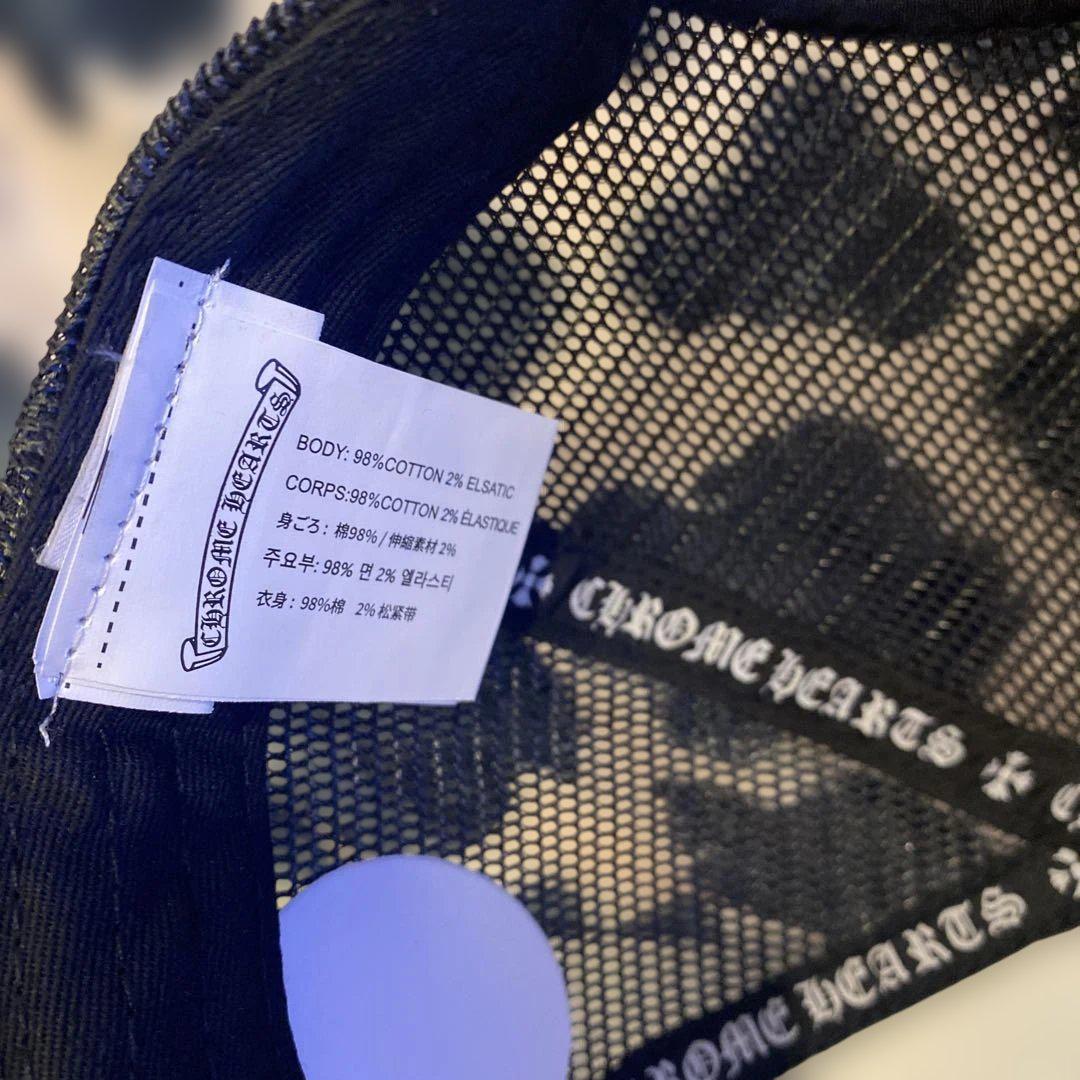 CHROME HEARTS
BODY: 98%COTTON 2% ELSATIC
CORPS:98%COTTON 2% ÉLASTIQUE
身ごろ: 棉98% / 伸縮素材 2%
주요부: 98% 면 2% 엘라스티
衣身: 98%棉 2% 松紧带
CHROME HEARTS
CHROME HEARTS